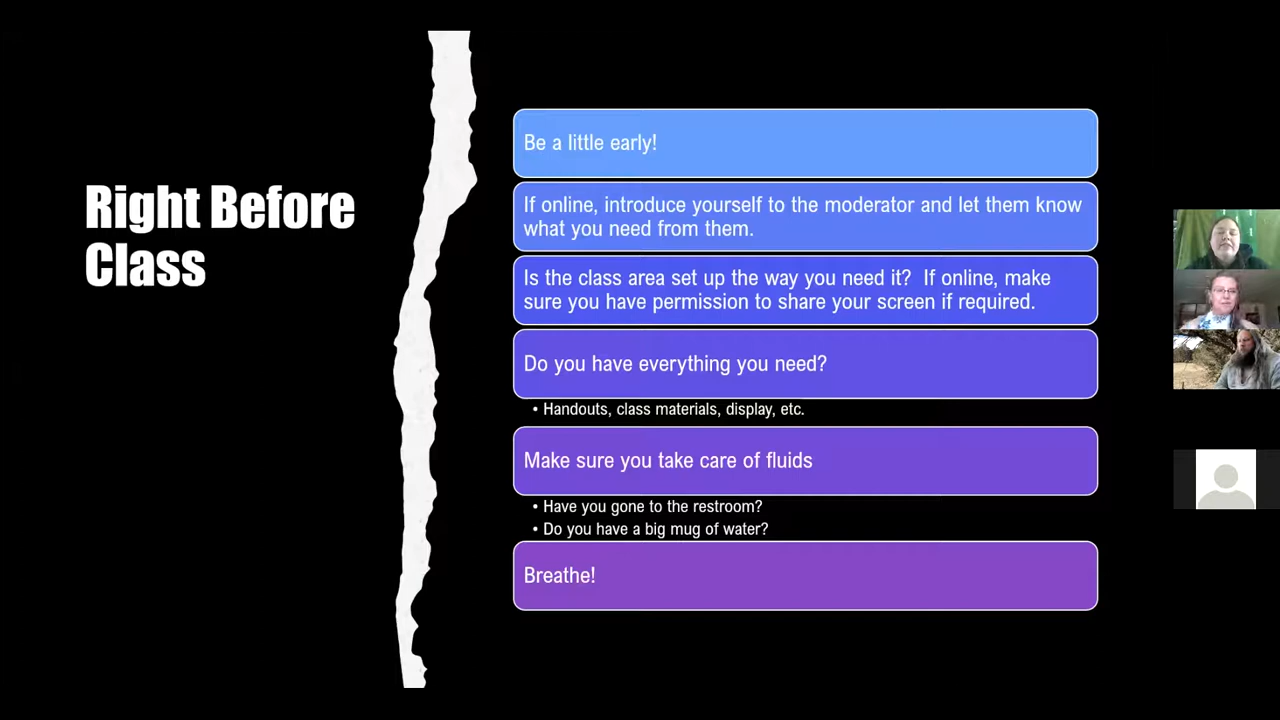 Right Before
Class
Be a little early!
If online, introduce yourself to the moderator and let them know
what you need from them.
Is the class area set up the way you need it?  If online, make
sure you have permission to share your screen if required.
Do you have everything you need?
• Handouts, class materials, display, etc.
Make sure you take care of fluids
• Have you gone to the restroom?
• Do you have a big mug of water?
Breathe!